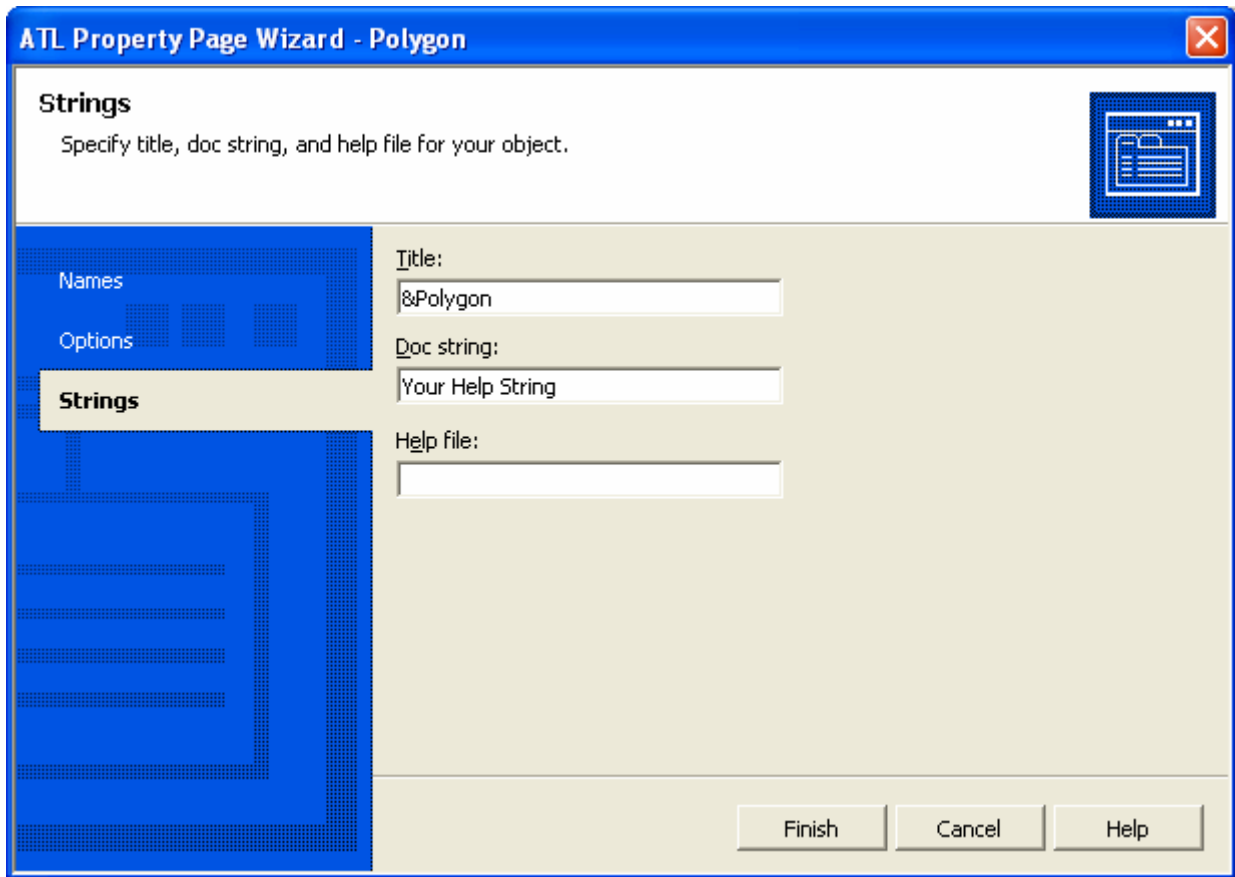 ATL Property Page Wizard - Polygon
Strings
Specify title, doc string, and help file for your object.
Names
Options
Strings
Title:
&Polygon
Doc string:
Your Help String
Help file:
Finish
Cancel
Help